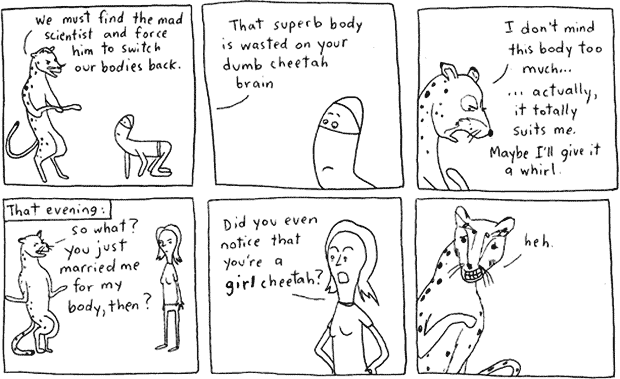 We must find the mad
scientist and force
him to switch
our bodies back.
That superb body
is wasted on your
dumb cheetah
brain
I don't mind
this body too
much...
... actually,
it totally
suits me.
Maybe I'll give it
a whirl.
That evening:
so what?
you just
married me
for my
body, then?
Did you even
notice that
you're a
girl cheetah?
heh.